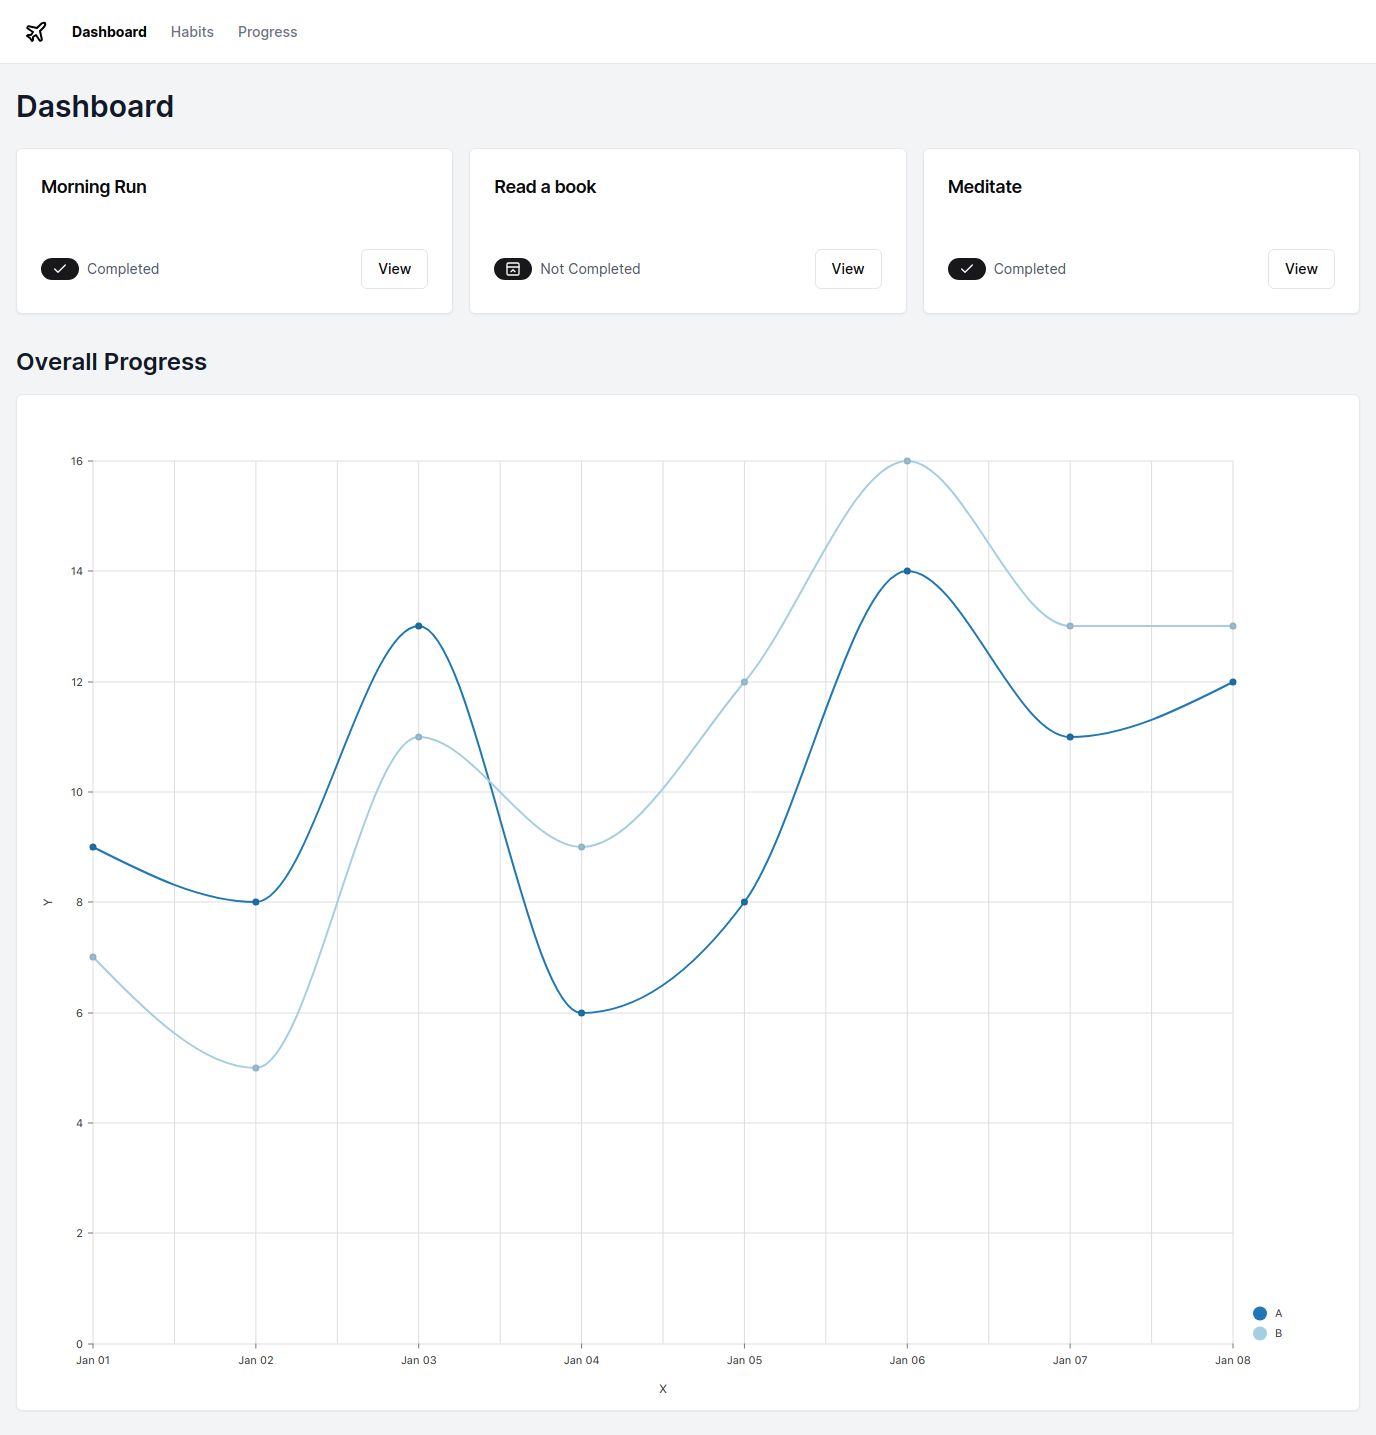 Dashboard Habits Progress
Dashboard
Morning Run
Read a book
Meditate
Completed View
Not Completed View
Completed View
Overall Progress
16
14
12
10
8
6
4
2
0
Y
Jan 01 Jan 02 Jan 03 Jan 04 Jan 05 Jan 06 Jan 07 Jan 08
X
A
B